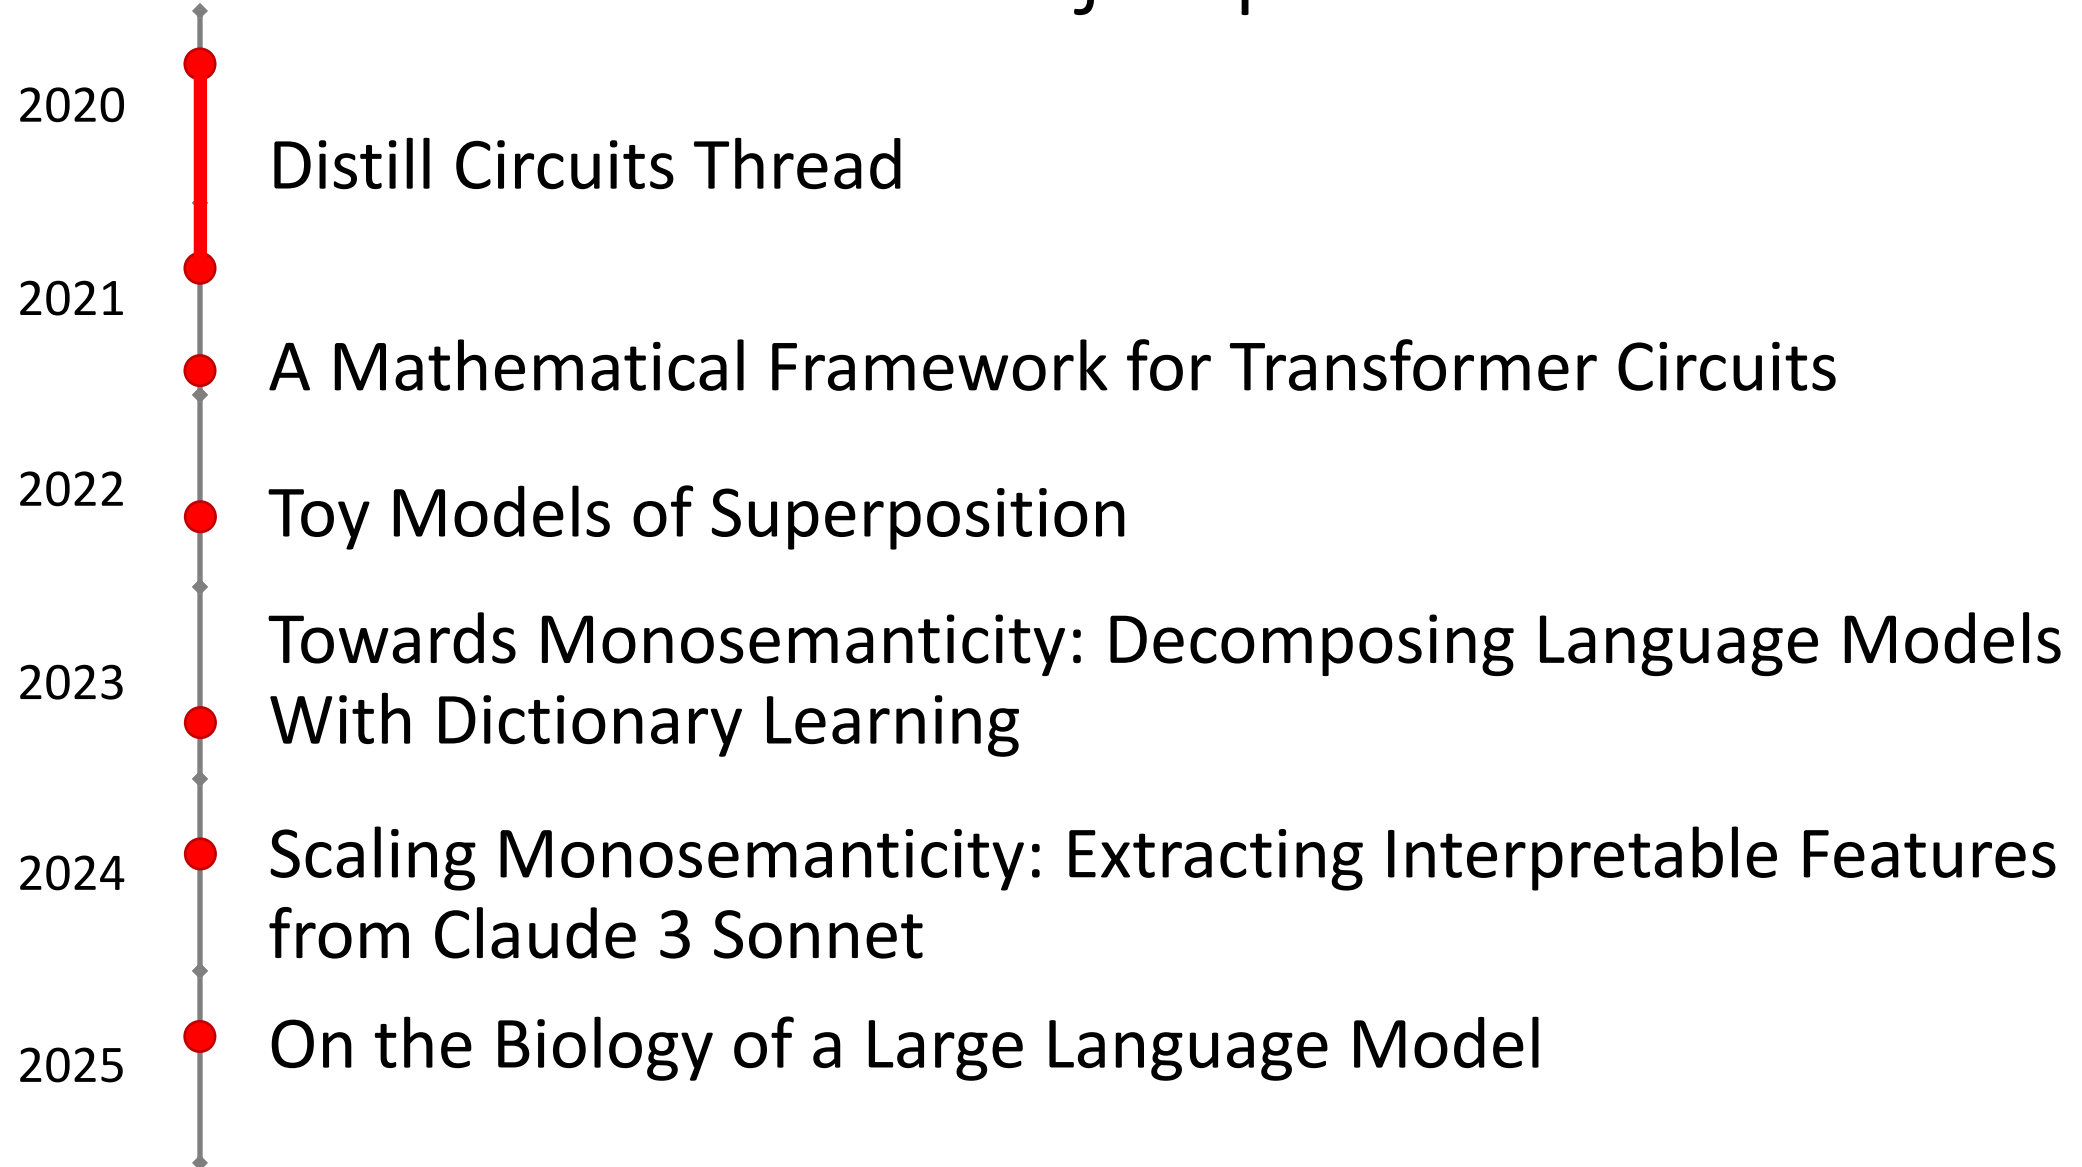 2020
Distill Circuits Thread
2021
A Mathematical Framework for Transformer Circuits
2022
Toy Models of Superposition
Towards Monosemanticity: Decomposing Language Models
2023
With Dictionary Learning
Scaling Monosemanticity: Extracting Interpretable Features
2024
from Claude 3 Sonnet
On the Biology of a Large Language Model
2025